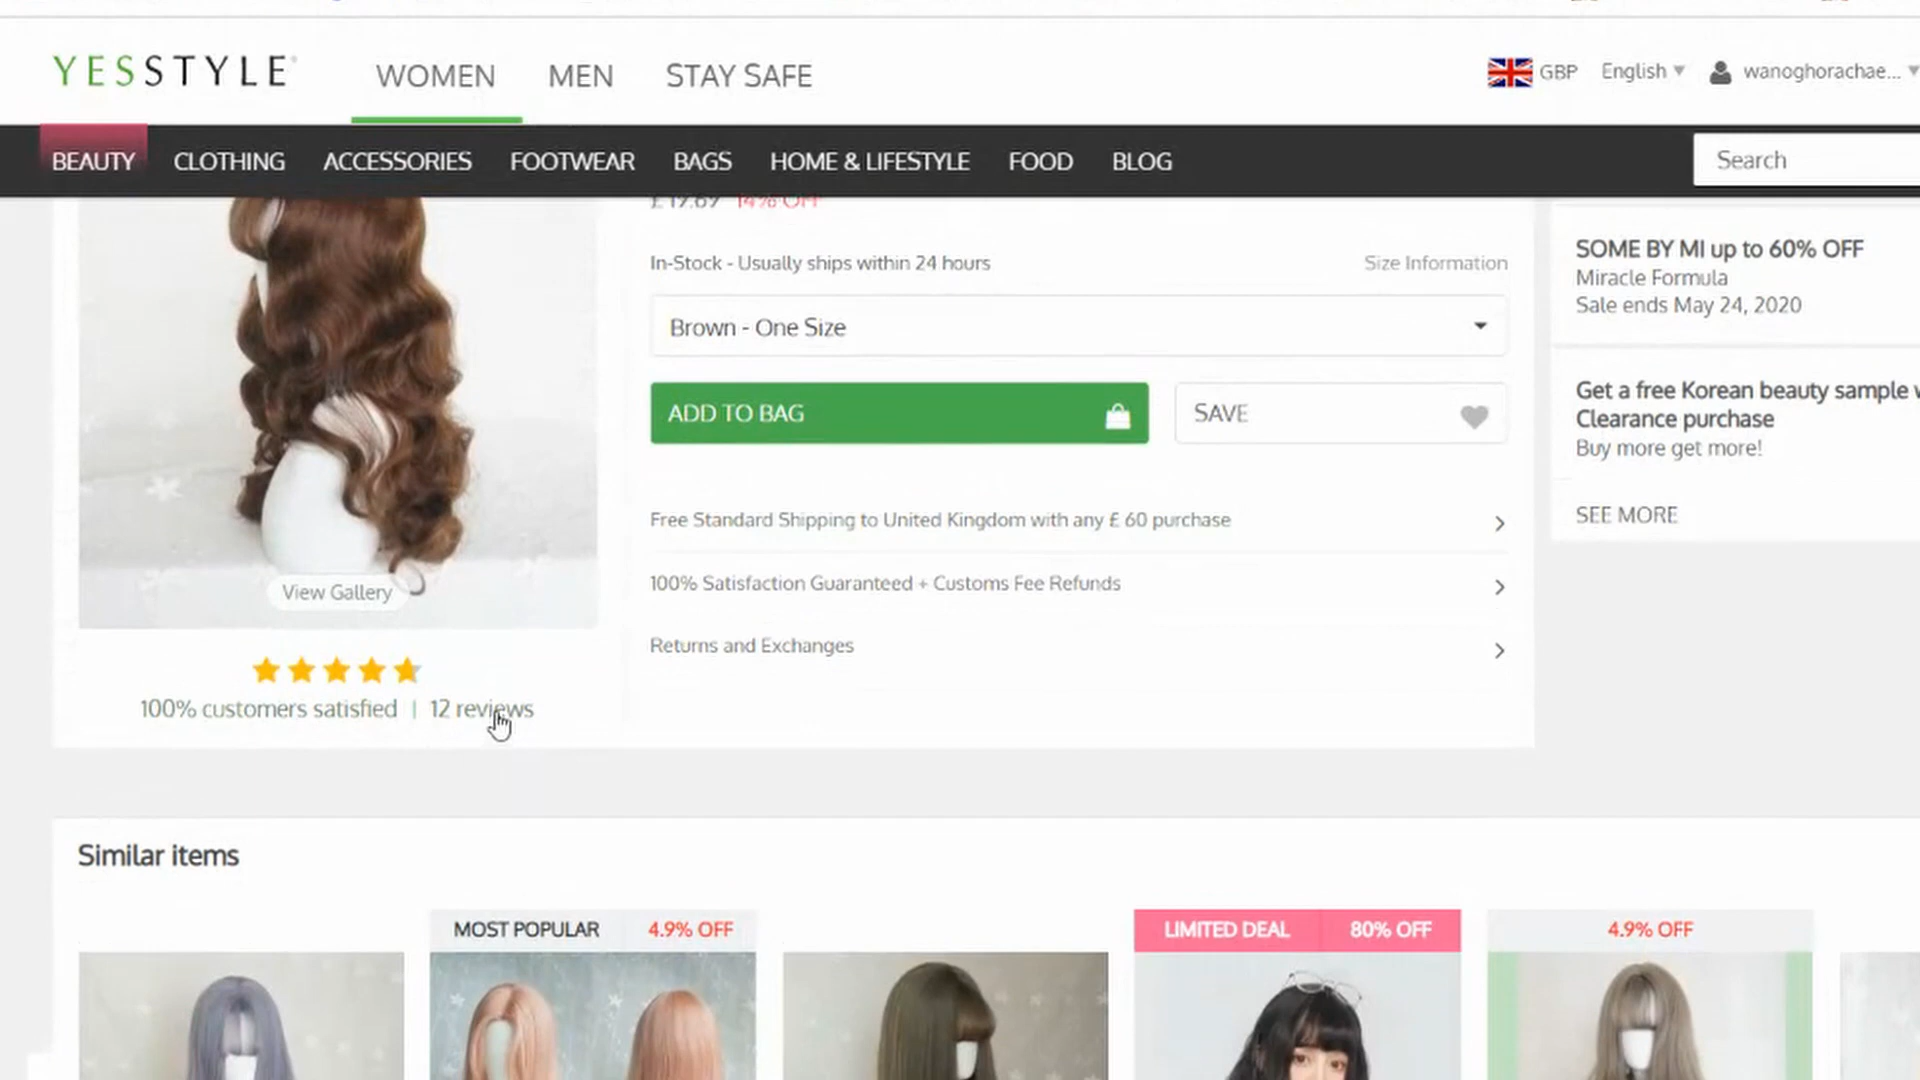 YESSTYLE
WOMEN MEN STAY SAFE
GBP English wanoghorachae...
BEAUTY CLOTHING ACCESSORIES FOOTWEAR BAGS HOME & LIFESTYLE FOOD BLOG
Search
14% OFF
In-Stock - Usually ships within 24 hours
Size Information
Brown - One Size
ADD TO BAG
SAVE
Free Standard Shipping to United Kingdom with any £ 60 purchase
100% Satisfaction Guaranteed + Customs Fee Refunds
Returns and Exchanges
View Gallery
100% customers satisfied | 12 reviews
SOME BY MI up to 60% OFF
Miracle Formula
Sale ends May 24, 2020
Get a free Korean beauty sample
Clearance purchase
Buy more get more!
SEE MORE
Similar items
MOST POPULAR 4.9% OFF
LIMITED DEAL 80% OFF
4.9% OFF